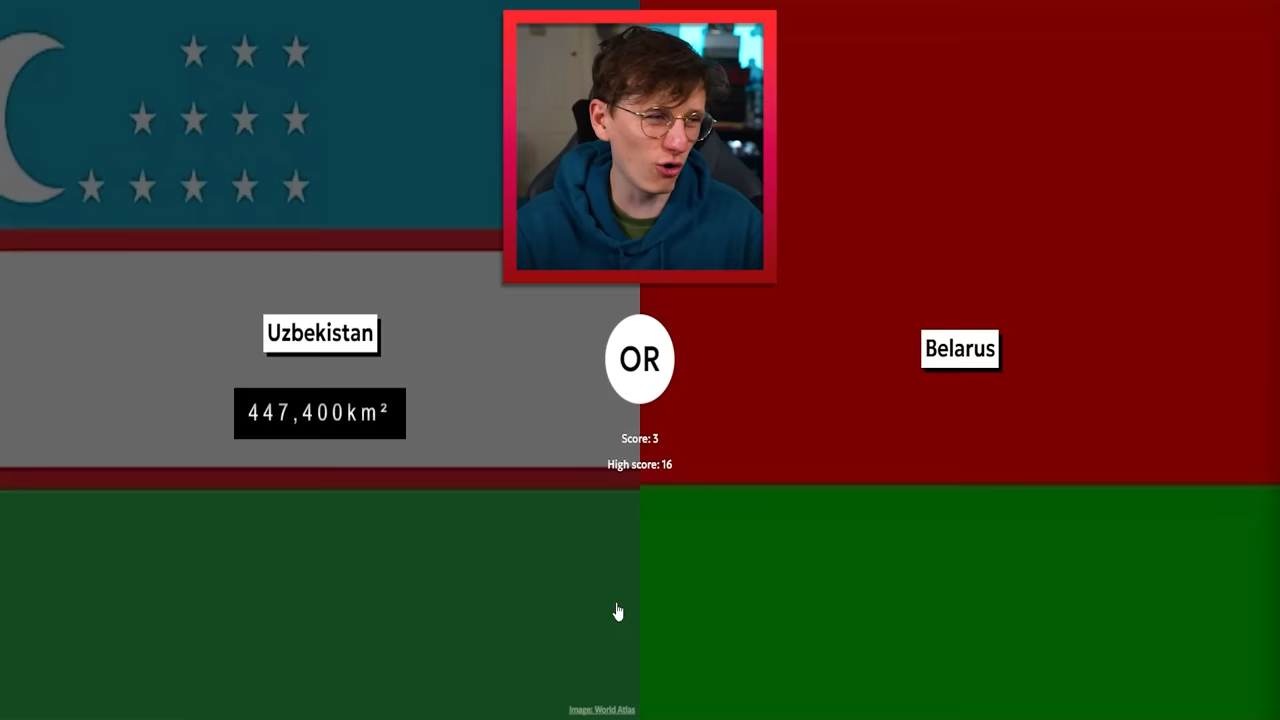 Uzbekistan
447,400km²
OR
Belarus
Score: 3
High score: 16
Image: World Atlas